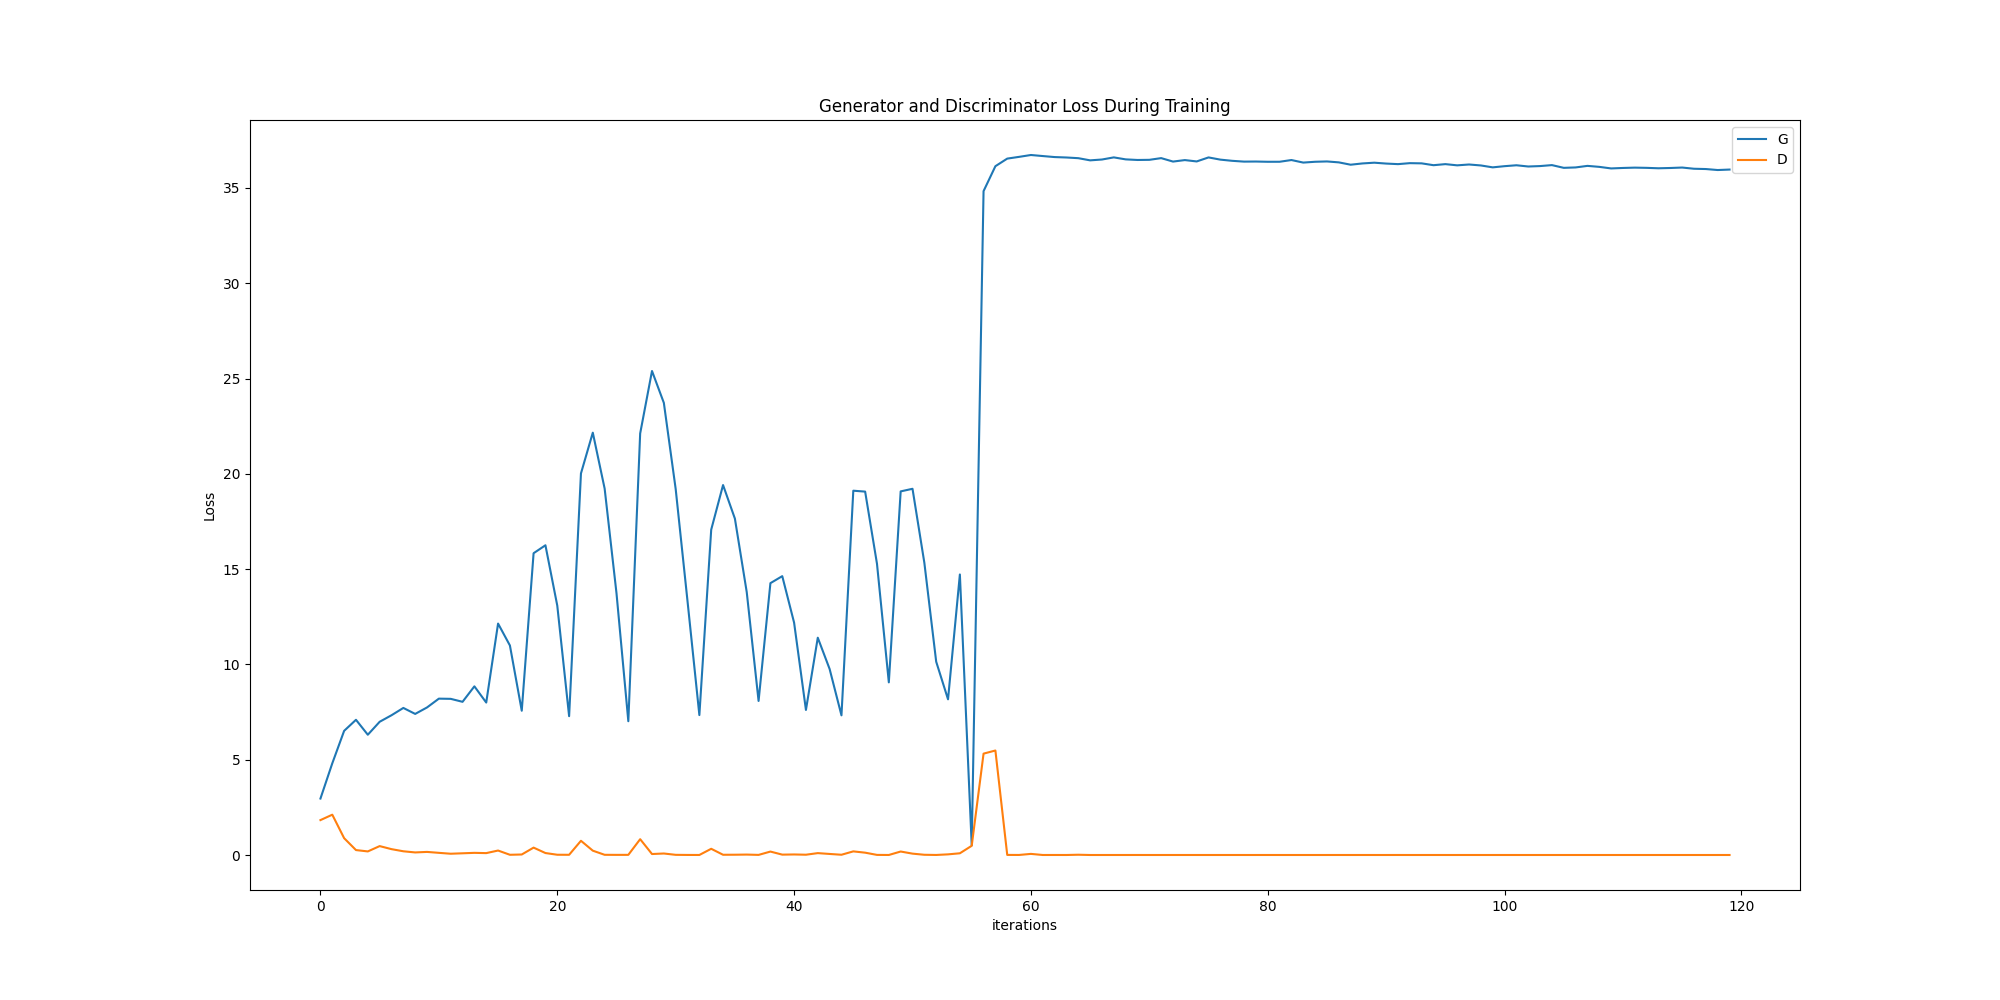 Generator and Discriminator Loss During Training
G
D
Loss
35
30
25
20
15
10
5
0
0 20 40 60 80 100 120
iterations